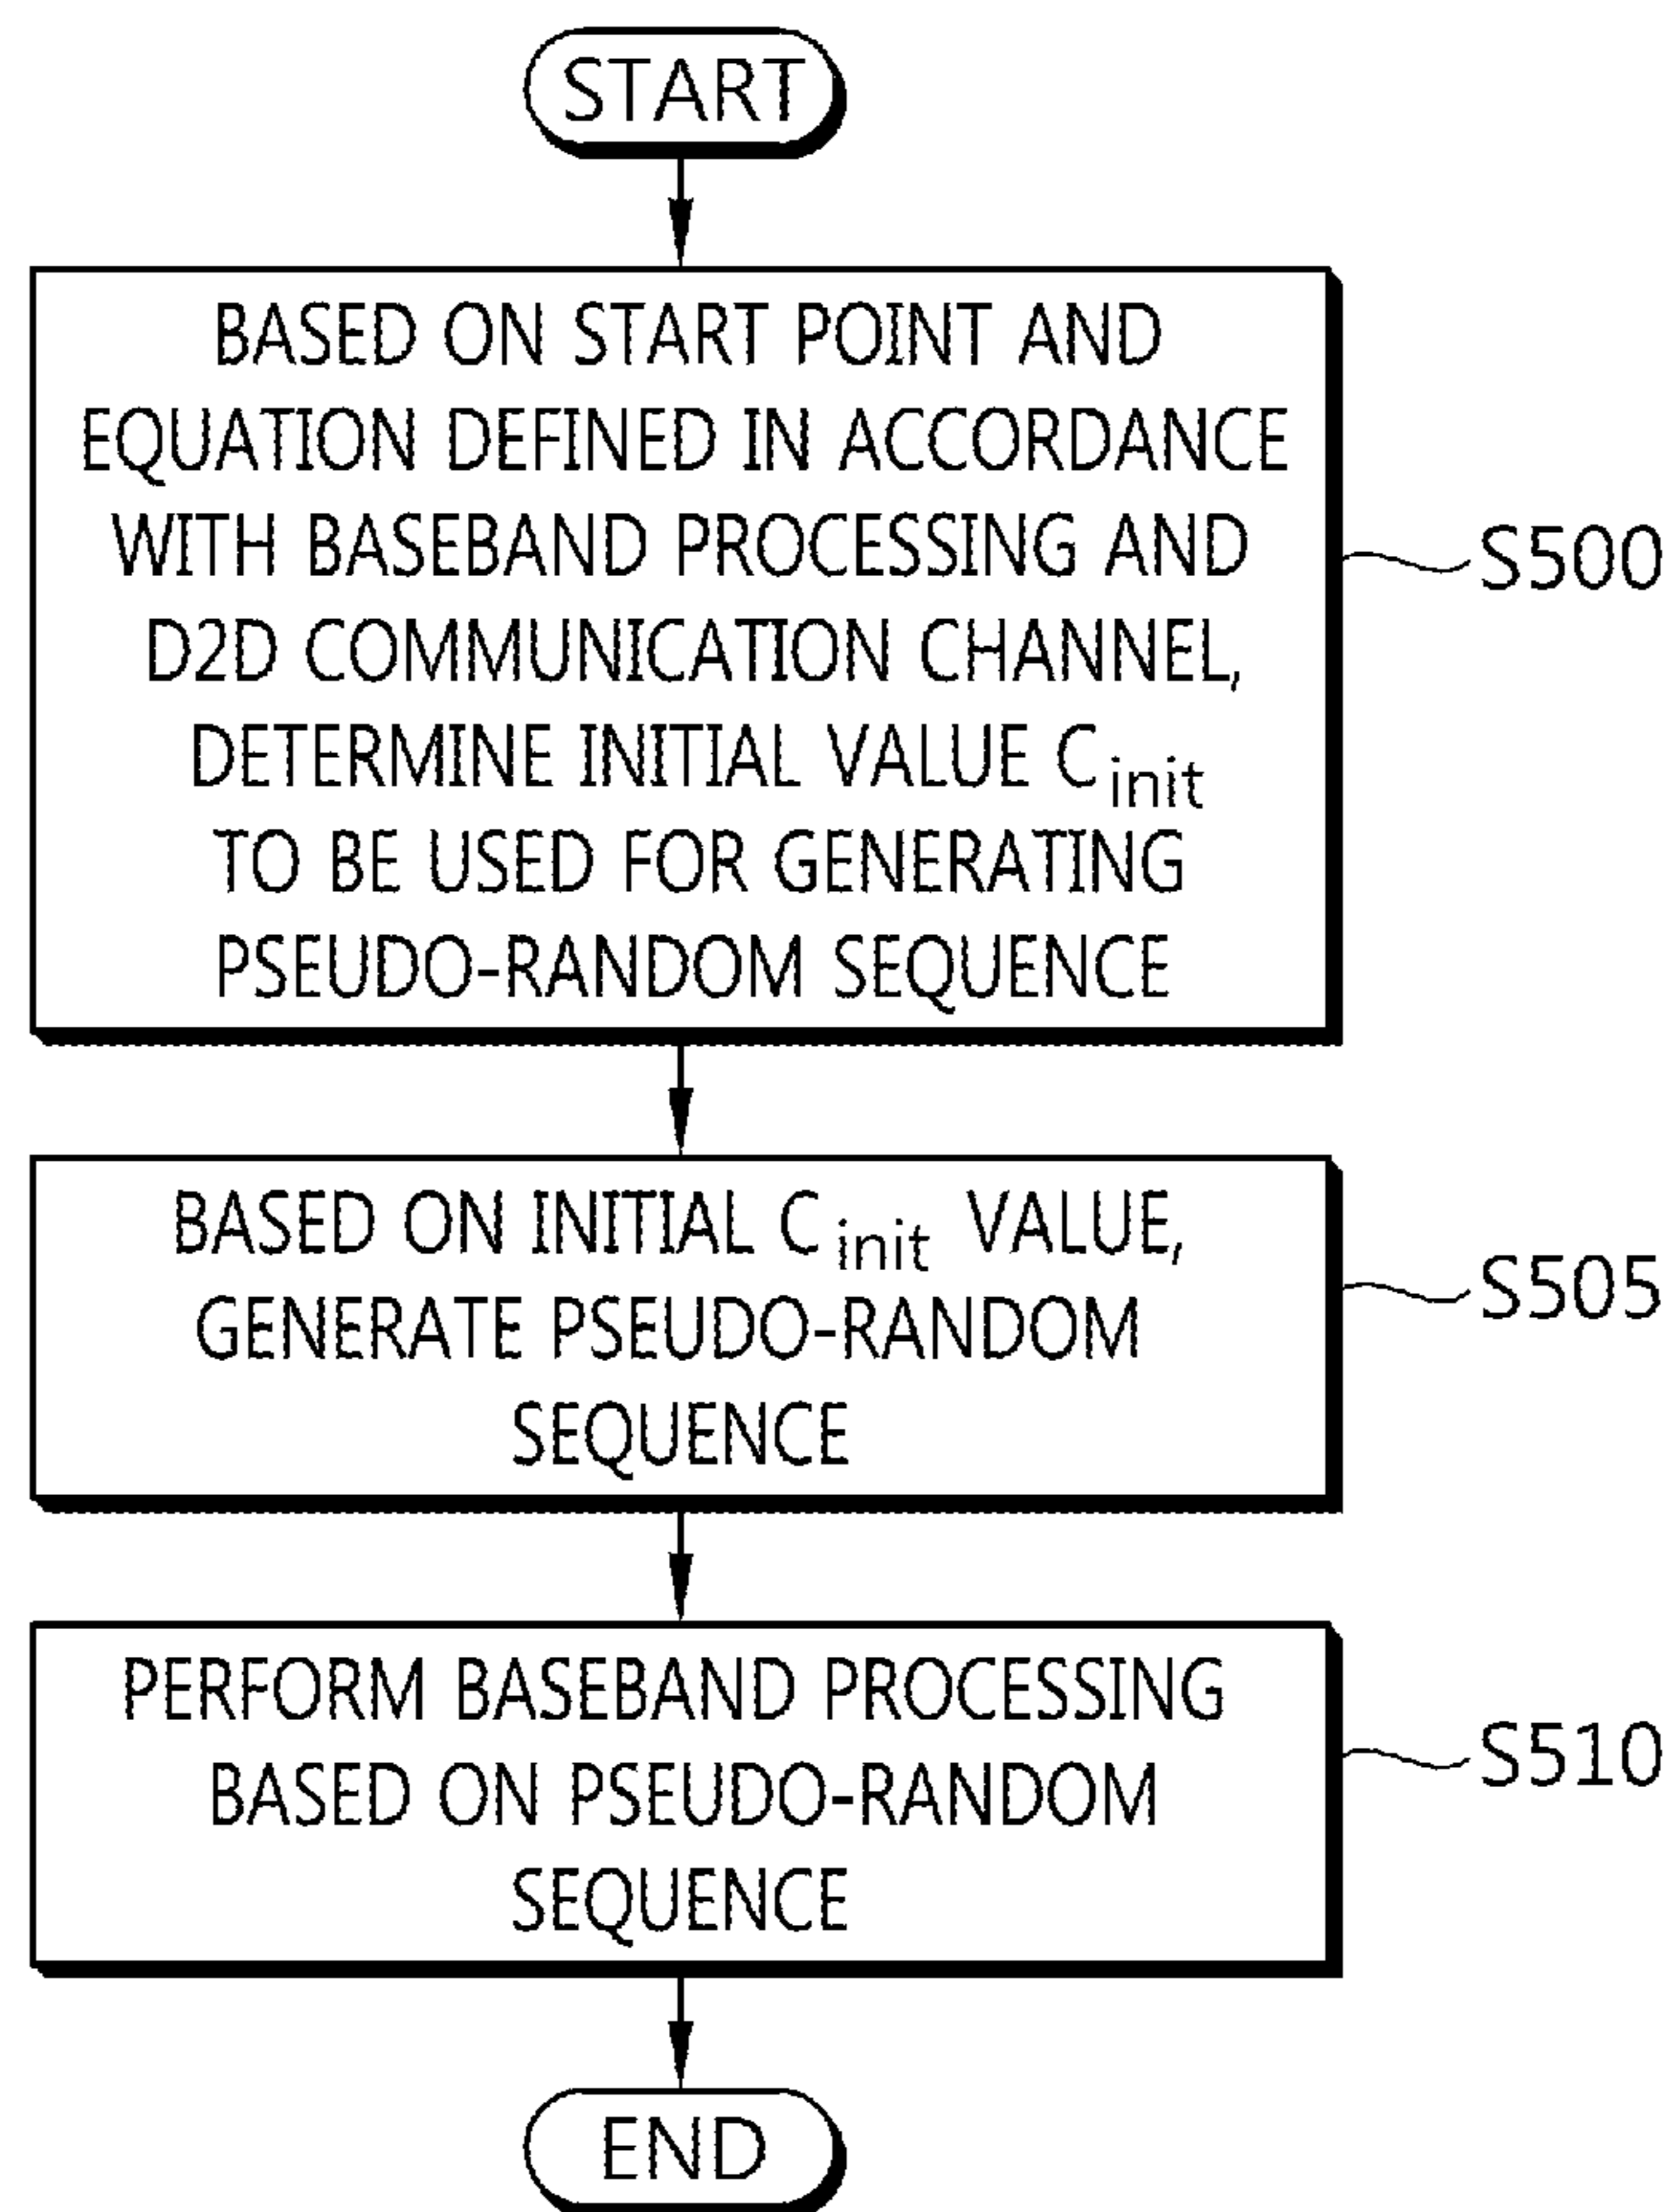 START
BASED ON START POINT AND
EQUATION DEFINED IN ACCORDANCE
WITH BASEBAND PROCESSING AND
D2D COMMUNICATION CHANNEL,
DETERMINE INITIAL VALUE Cinit
TO BE USED FOR GENERATING
PSEUDO-RANDOM SEQUENCE
S500
BASED ON INITIAL Cinit VALUE,
GENERATE PSEUDO-RANDOM
SEQUENCE
S505
PERFORM BASEBAND PROCESSING
BASED ON PSEUDO-RANDOM
SEQUENCE
S510
END